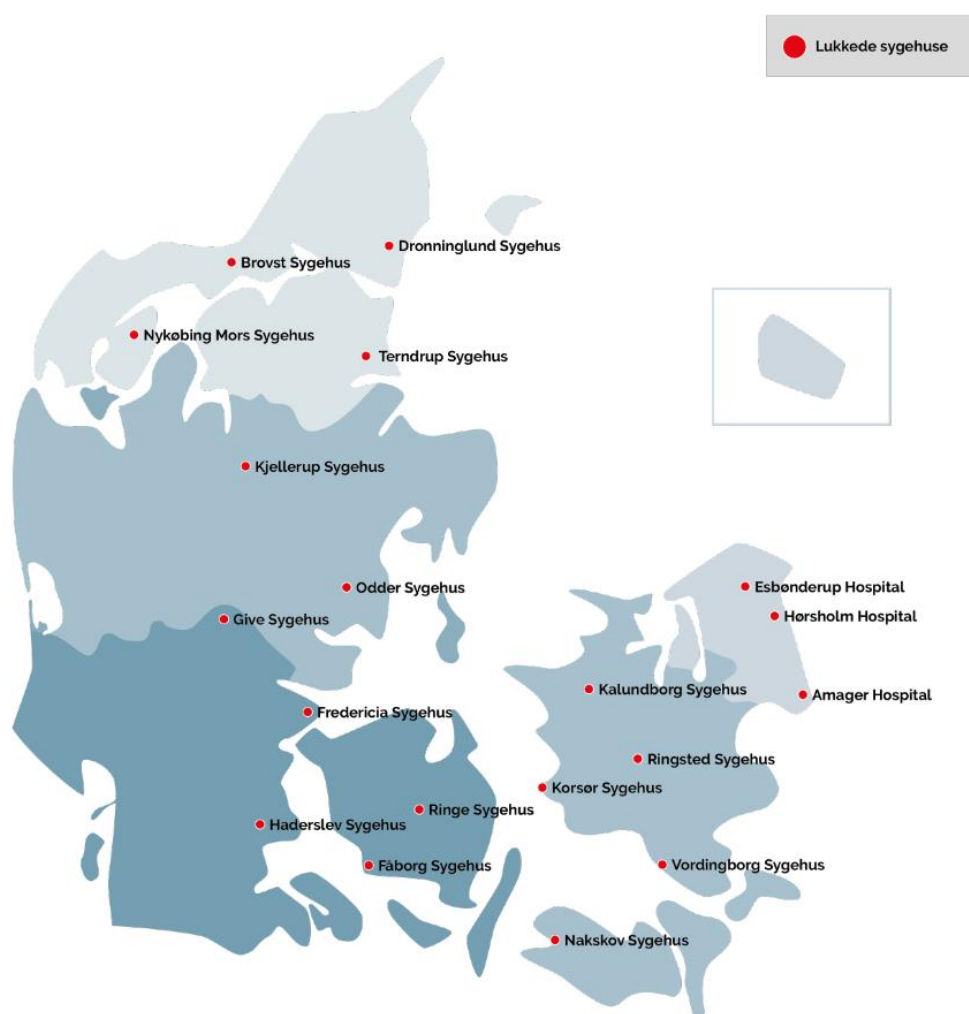 Lukkede sygehuse
Dronninglund Sygehus
Brovst Sygehus
Nykøbing Mors Sygehus
Terndrup Sygehus
Kjellerup Sygehus
Odder Sygehus
Esbønderup Hospital
Give Sygehus
Hørsholm Hospital
Kalundborg Sygehus
Amager Hospital
Fredericia Sygehus
Ringsted Sygehus
Korsør Sygehus
Ringe Sygehus
Haderslev Sygehus
Fåborg Sygehus
Vordingborg Sygehus
Nakskov Sygehus